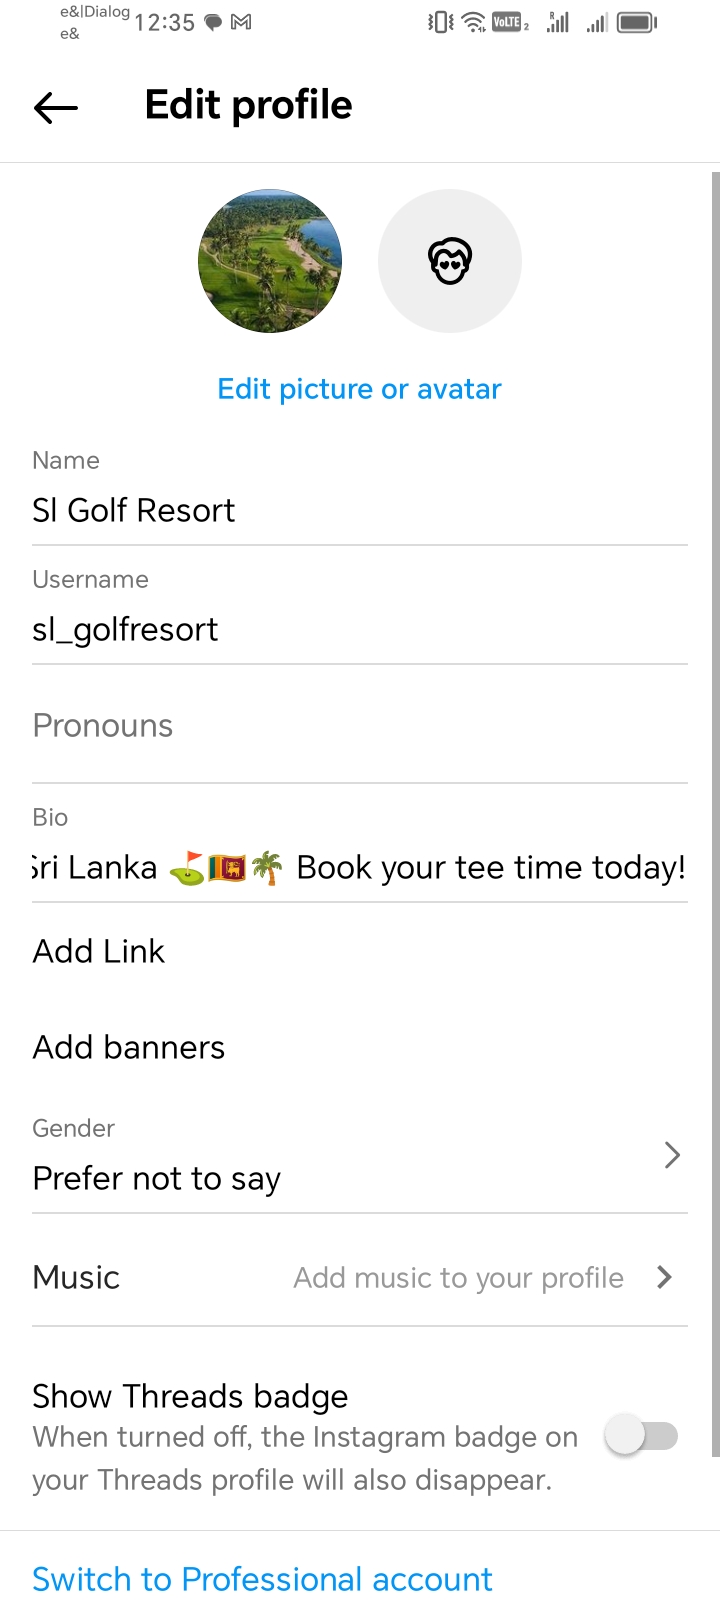 e&|Dialog
e&
12:35
VoLTE 2
R
Edit profile
Edit picture or avatar
Name
Sl Golf Resort
Username
sl_golfresort
Pronouns
Bio
Sri Lanka ⛳🇱🇰🌴 Book your tee time today!
Add Link
Add banners
Gender
Prefer not to say
Music
Add music to your profile
Show Threads badge
When turned off, the Instagram badge on
your Threads profile will also disappear.
Switch to Professional account